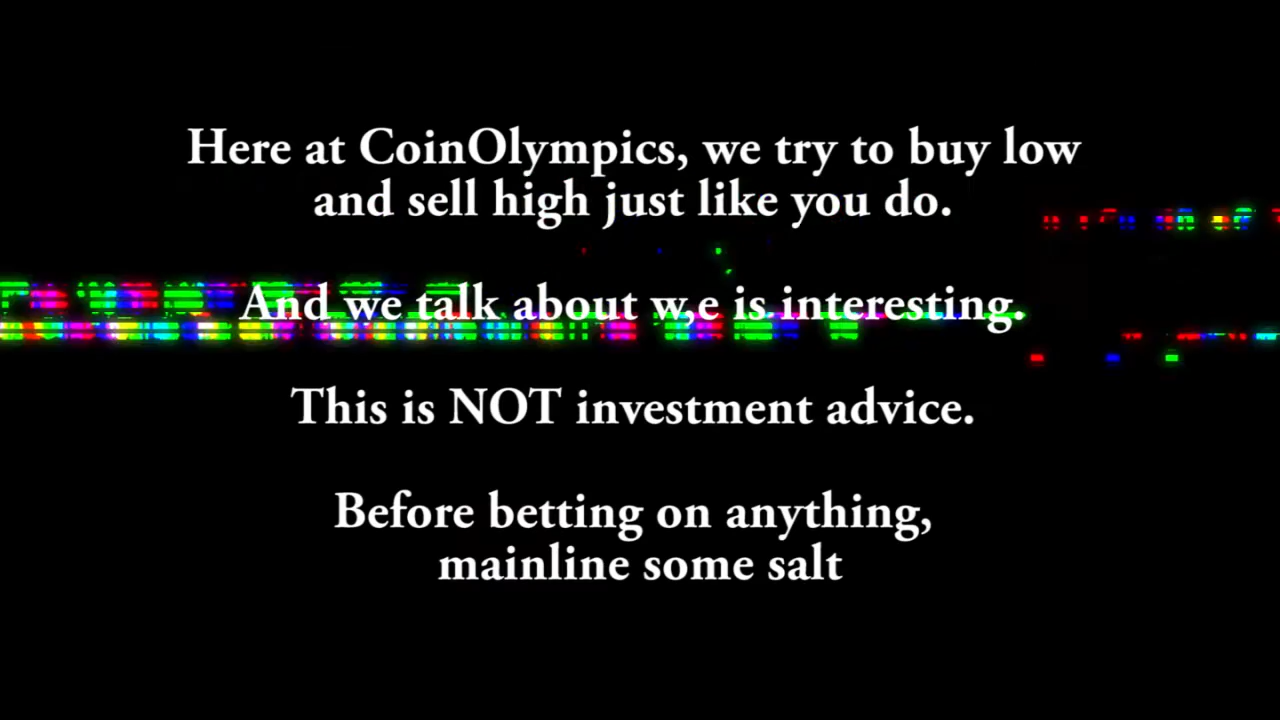 Here at CoinOlympics, we try to buy low
and sell high just like you do.
And we talk about w,e is interesting.
This is NOT investment advice.
Before betting on anything,
mainline some salt